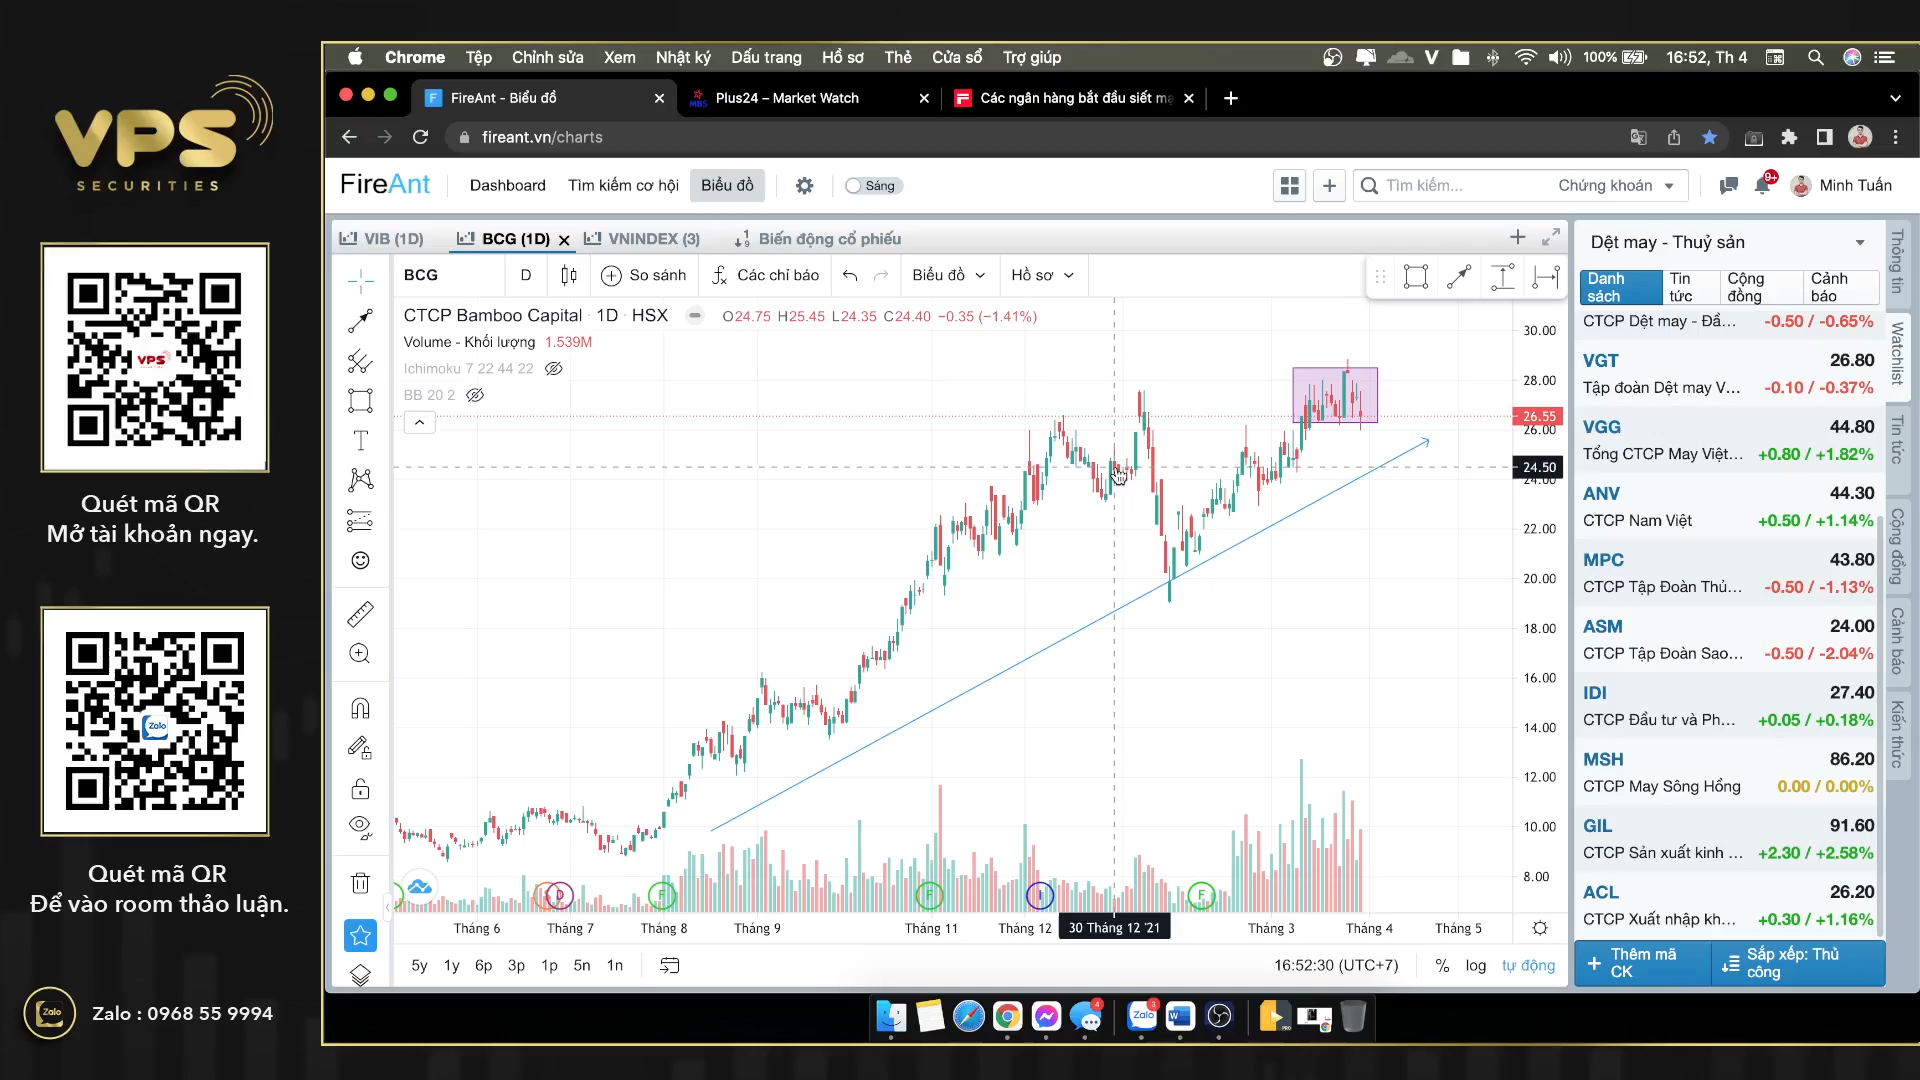 VPS
SECURITIES
Quét mã QR
Mở tài khoản ngay.
VPS
Quét mã QR
Để vào room thảo luận.
Zalo
Zalo
Zalo : 0968 55 9994
Chrome Tệp Chỉnh sửa Xem Nhật ký Dấu trang Hồ sơ Thẻ Cửa sổ Trợ giúp
100% 16:52, Th 4
FireAnt - Biểu đồ
MBS
Plus24 – Market Watch
Các ngân hàng bắt đầu siết
fireant.vn/charts
FireAnt
Dashboard Tìm kiếm cơ hội Biểu đồ Sáng
Tìm kiếm... Chứng khoán
9+
Minh Tuấn
VIB (1D) BCG (1D) VNINDEX (3) Biến động cổ phiếu
BCG D So sánh Các chỉ báo Biểu đồ Hồ sơ
CTCP Bamboo Capital · 1D · HSX O24.75 H25.45 L24.35 C24.40 −0.35 (−1.41%)
Volume - Khối lượng 1.539M
Ichimoku 7 22 44 22
BB 20 2
30.00
28.00
26.55
26.00
24.50
24.00
22.00
20.00
18.00
16.00
14.00
12.00
10.00
8.00
D F F I F
Tháng 6 Tháng 7 Tháng 8 Tháng 9 Tháng 11 Tháng 12 30 Tháng 12 '21 Tháng 3 Tháng 4 Tháng 5
5y 1y 6p 3p 1p 5n 1n
16:52:30 (UTC+7) % log tự động
Dệt may - Thuỷ sản
Danh sách
Tin tức
Cộng đồng
Cảnh báo
CTCP Dệt may - Đầ... -0.50 / -0.65%
VGT 26.80
Tập đoàn Dệt may V... -0.10 / -0.37%
VGG 44.80
Tổng CTCP May Việt... +0.80 / +1.82%
ANV 44.30
CTCP Nam Việt +0.50 / +1.14%
MPC 43.80
CTCP Tập Đoàn Thủ... -0.50 / -1.13%
ASM 24.00
CTCP Tập Đoàn Sao... -0.50 / -2.04%
IDI 27.40
CTCP Đầu tư và Ph... +0.05 / +0.18%
MSH 86.20
CTCP May Sông Hồng 0.00 / 0.00%
GIL 91.60
CTCP Sản xuất kinh ... +2.30 / +2.58%
ACL 26.20
CTCP Xuất nhập kh... +0.30 / +1.16%
Thêm mã CK
Sắp xếp: Thủ công
Thông tin
Watchlist
Tin tức
Cộng đồng
Cảnh báo
Kiến thức
4
Zalo
3